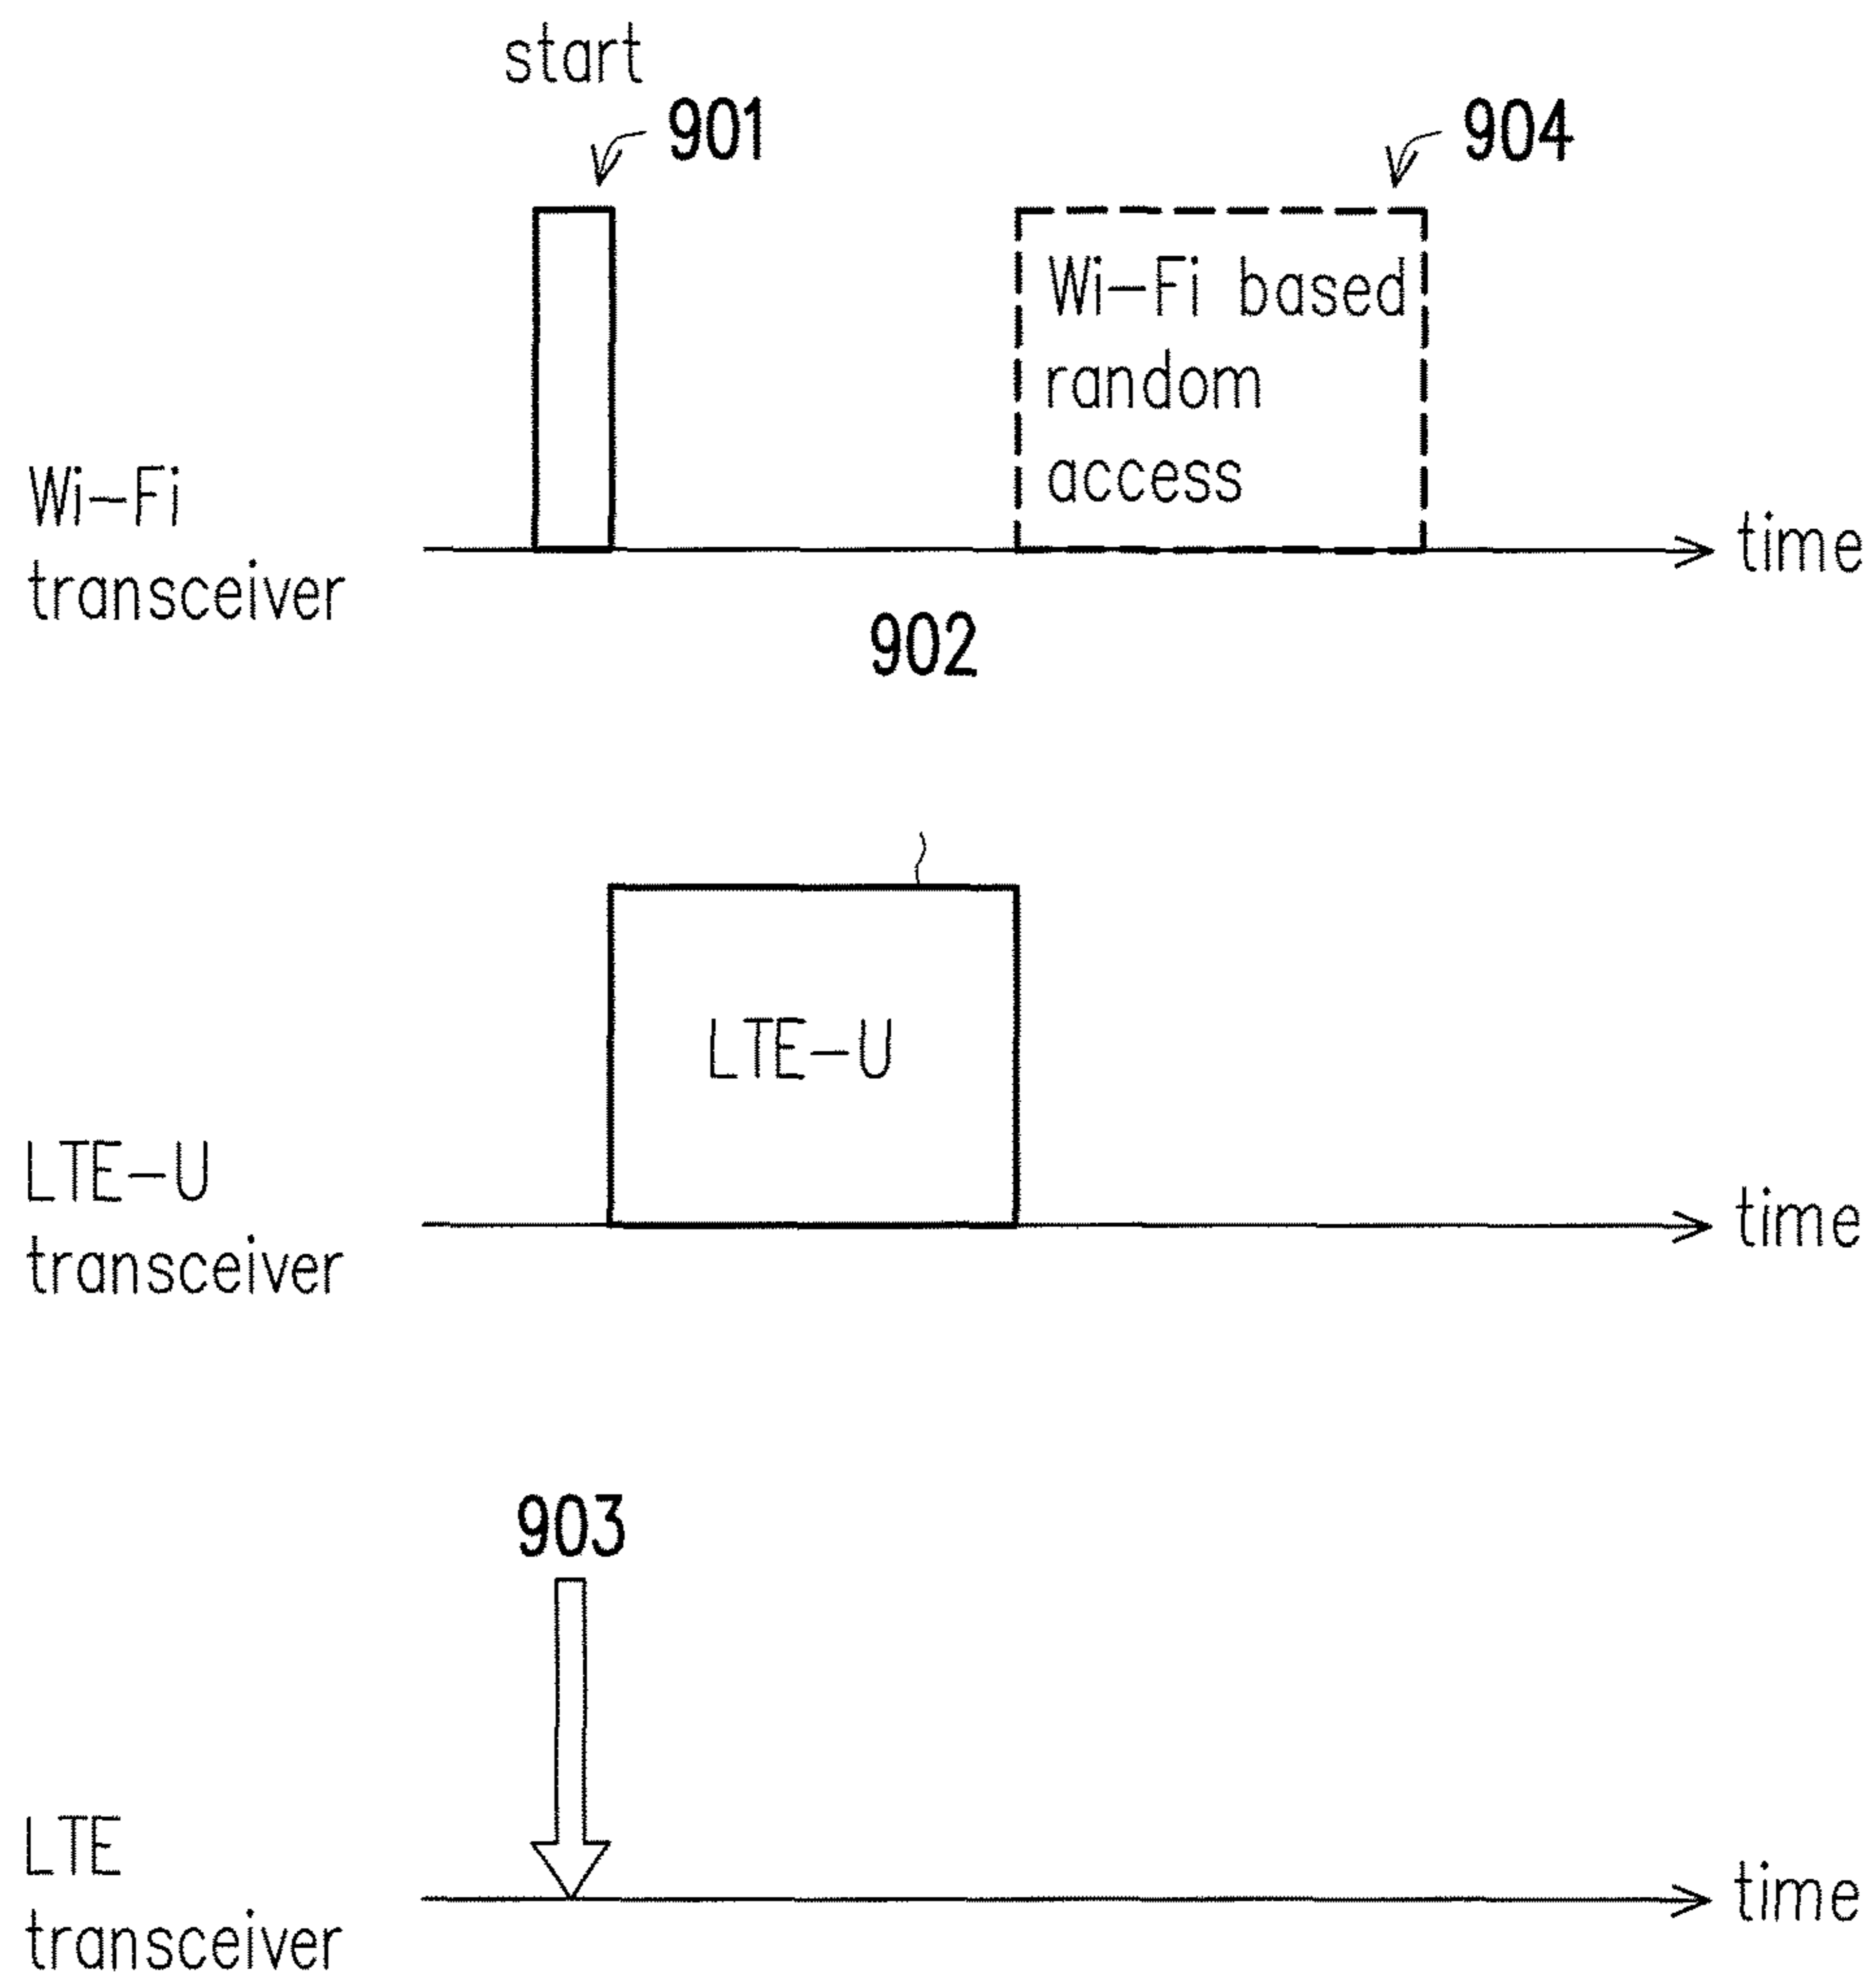 start
901
904
Wi-Fi based
random
access
Wi-Fi
transceiver
time
902
LTE-U
LTE-U
transceiver
time
903
LTE
transceiver
time